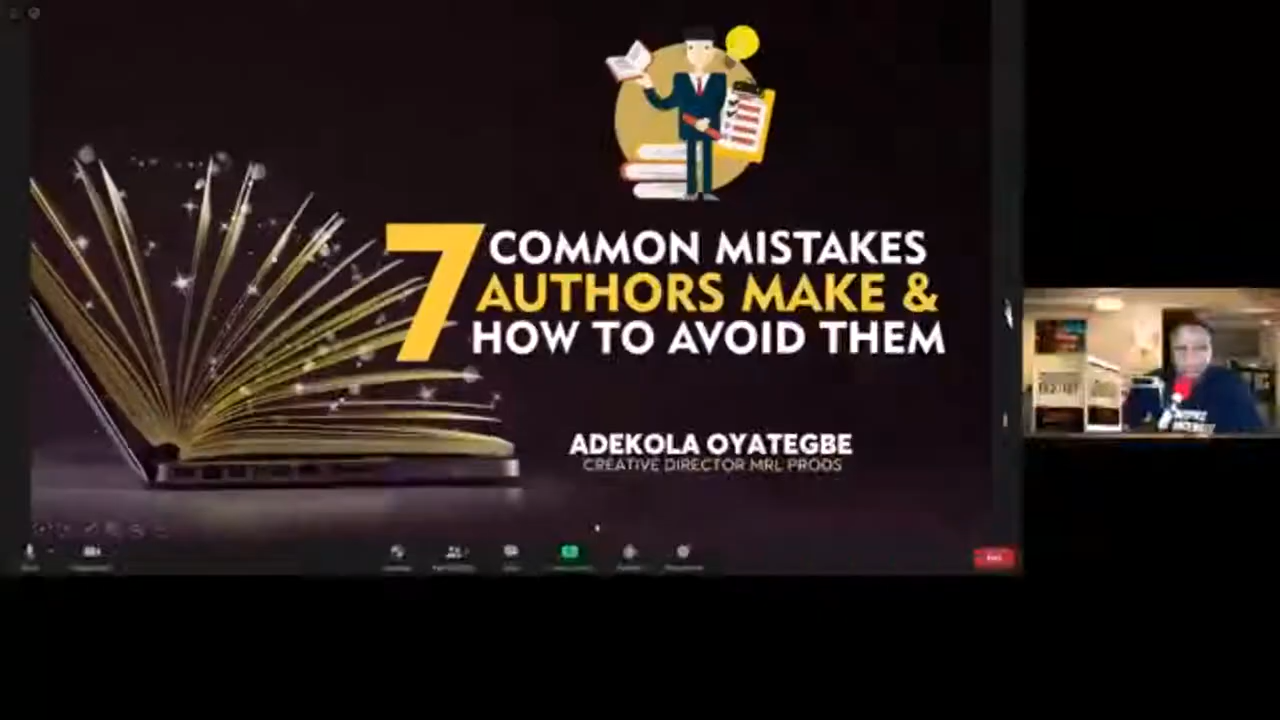 7 COMMON MISTAKES
AUTHORS MAKE &
HOW TO AVOID THEM
ADEKOLA OYATEGBE
CREATIVE DIRECTOR MRL PRODS